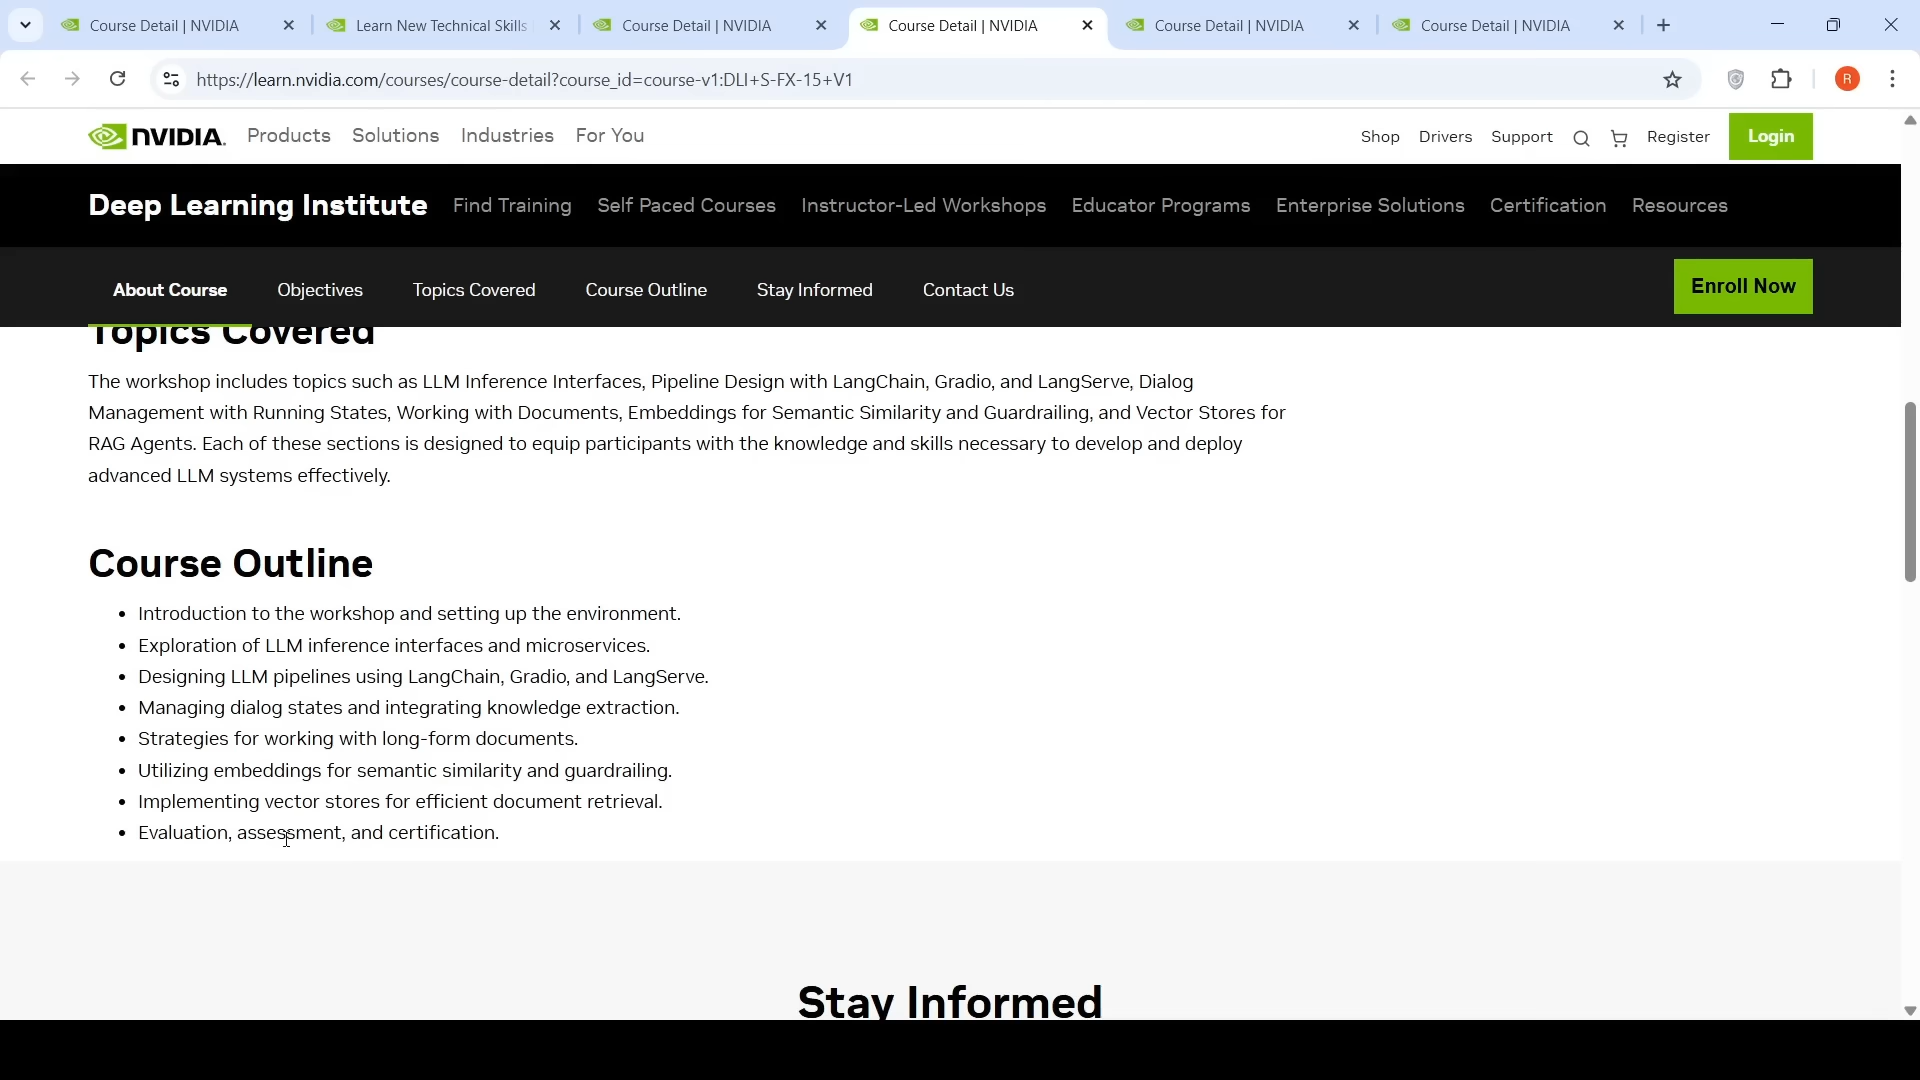 Course Detail | NVIDIA
Learn New Technical Skills
Course Detail | NVIDIA
Course Detail | NVIDIA
Course Detail | NVIDIA
Course Detail | NVIDIA
https://learn.nvidia.com/courses/course-detail?course_id=course-v1:DLI+S-FX-15+V1
R
NVIDIA. Products Solutions Industries For You
Shop Drivers Support Register Login
Deep Learning Institute Find Training Self Paced Courses Instructor-Led Workshops Educator Programs Enterprise Solutions Certification Resources
About Course Objectives Topics Covered Course Outline Stay Informed Contact Us Enroll Now
Topics Covered
The workshop includes topics such as LLM Inference Interfaces, Pipeline Design with LangChain, Gradio, and LangServe, Dialog
Management with Running States, Working with Documents, Embeddings for Semantic Similarity and Guardrailing, and Vector Stores for
RAG Agents. Each of these sections is designed to equip participants with the knowledge and skills necessary to develop and deploy
advanced LLM systems effectively.
Course Outline
• Introduction to the workshop and setting up the environment.
• Exploration of LLM inference interfaces and microservices.
• Designing LLM pipelines using LangChain, Gradio, and LangServe.
• Managing dialog states and integrating knowledge extraction.
• Strategies for working with long-form documents.
• Utilizing embeddings for semantic similarity and guardrailing.
• Implementing vector stores for efficient document retrieval.
• Evaluation, assessment, and certification.
Stay Informed